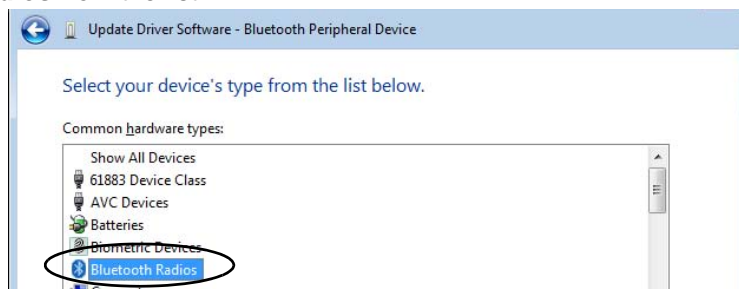 Update Driver Software - Bluetooth Peripheral Device
Select your device's type from the list below.
Common hardware types:
Show All Devices
61883 Device Class
AVC Devices
Batteries
Biometric Devices
Bluetooth Radios